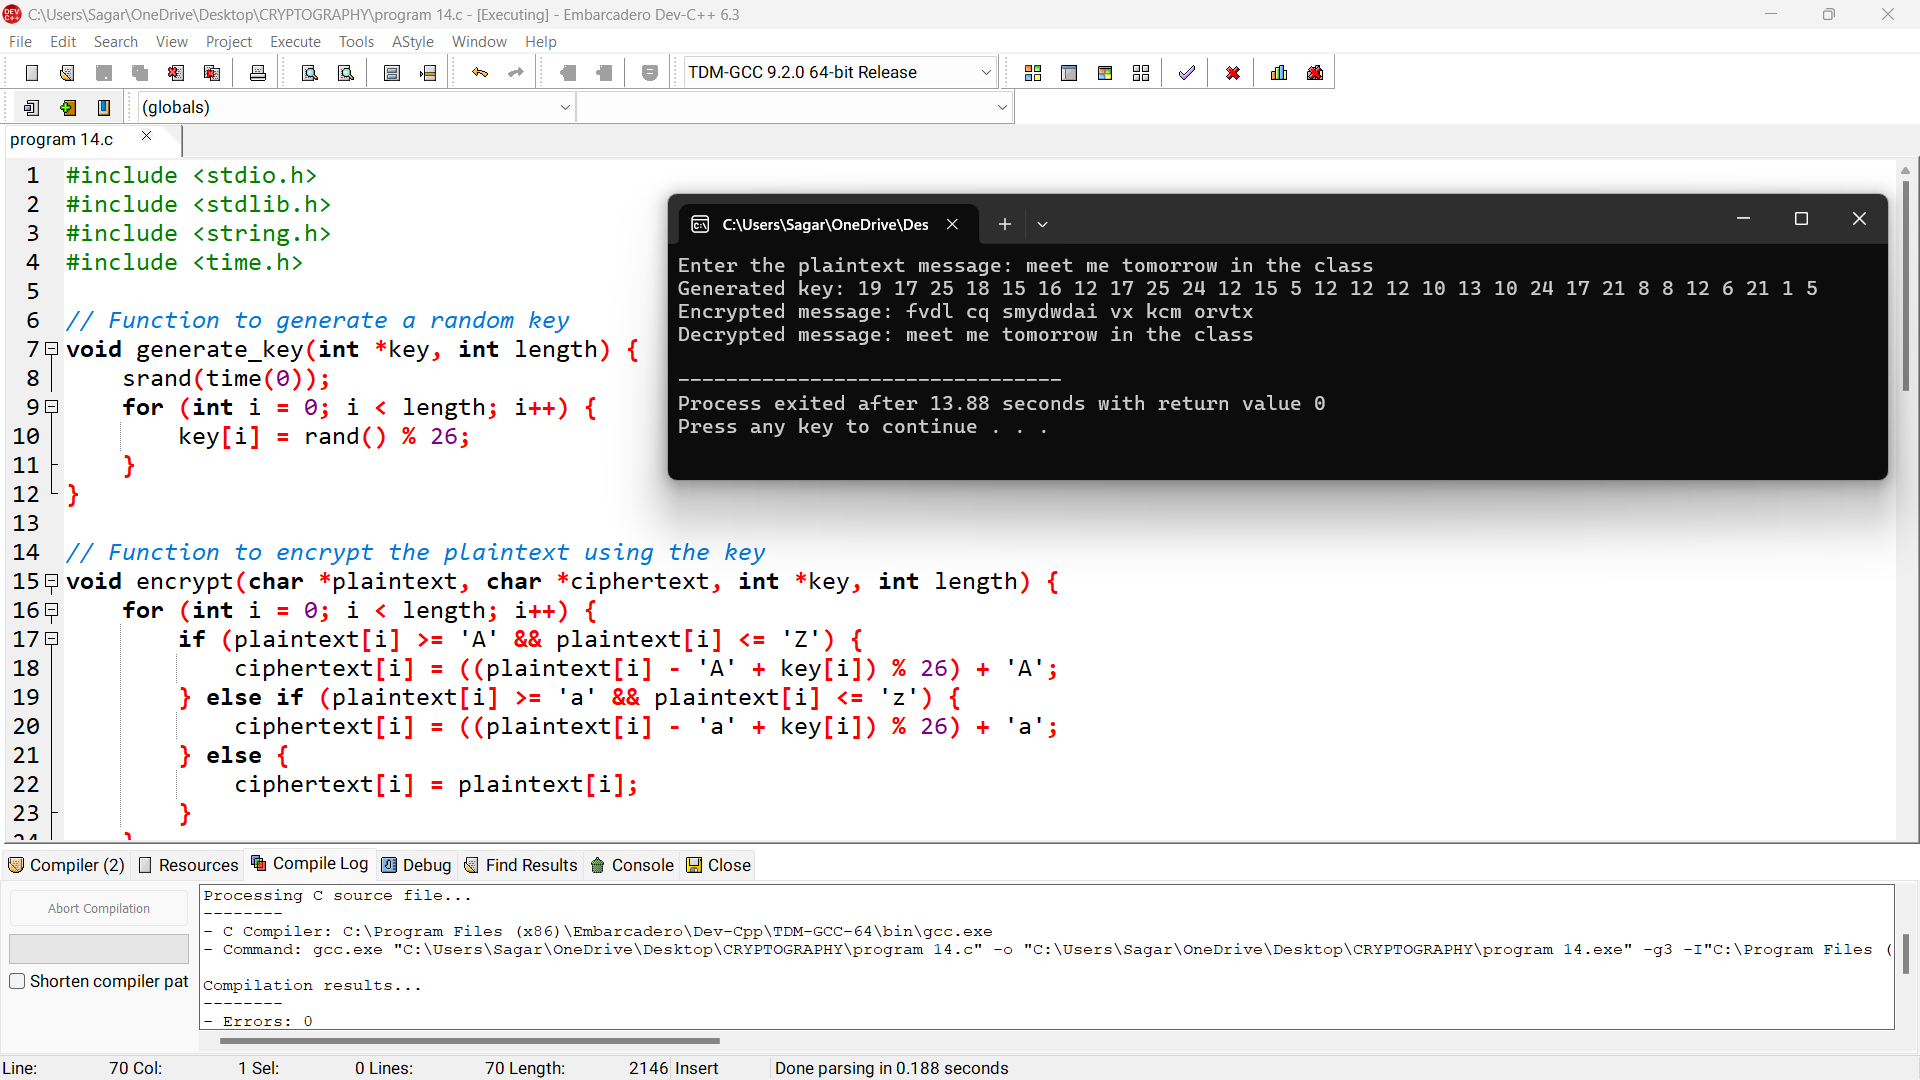 C:\Users\Sagar\OneDrive\Desktop\CRYPTOGRAPHY\program 14.c - [Executing] - Embarcadero Dev-C++ 6.3
File Edit Search View Project Execute Tools AStyle Window Help
TDM-GCC 9.2.0 64-bit Release
(globals)
program 14.c
1 #include <stdio.h>
2 #include <stdlib.h>
3 #include <string.h>
4 #include <time.h>
5
6 // Function to generate a random key
7 void generate_key(int *key, int length) {
8 srand(time(0));
9 for (int i = 0; i < length; i++) {
10 key[i] = rand() % 26;
11 }
12 }
13
14 // Function to encrypt the plaintext using the key
15 void encrypt(char *plaintext, char *ciphertext, int *key, int length) {
16 for (int i = 0; i < length; i++) {
17 if (plaintext[i] >= 'A' && plaintext[i] <= 'Z') {
18 ciphertext[i] = ((plaintext[i] - 'A' + key[i]) % 26) + 'A';
19 } else if (plaintext[i] >= 'a' && plaintext[i] <= 'z') {
20 ciphertext[i] = ((plaintext[i] - 'a' + key[i]) % 26) + 'a';
21 } else {
22 ciphertext[i] = plaintext[i];
23 }
24 }
C:\Users\Sagar\OneDrive\Des
Enter the plaintext message: meet me tomorrow in the class
Generated key: 19 17 25 18 15 16 12 17 25 24 12 15 5 12 12 12 10 13 10 24 17 21 8 8 12 6 21 1 5
Encrypted message: fvdl cq smydwdai vx kcm orvtx
Decrypted message: meet me tomorrow in the class
--------------------------------
Process exited after 13.88 seconds with return value 0
Press any key to continue . . .
Compiler (2) Resources Compile Log Debug Find Results Console Close
Abort Compilation
Shorten compiler pat
Processing C source file...
--------
- C Compiler: C:\Program Files (x86)\Embarcadero\Dev-Cpp\TDM-GCC-64\bin\gcc.exe
- Command: gcc.exe "C:\Users\Sagar\OneDrive\Desktop\CRYPTOGRAPHY\program 14.c" -o "C:\Users\Sagar\OneDrive\Desktop\CRYPTOGRAPHY\program 14.exe" -g3 -I"C:\Program Files (
Compilation results...
--------
- Errors: 0
Line: 70 Col: 1 Sel: 0 Lines: 70 Length: 2146 Insert Done parsing in 0.188 seconds